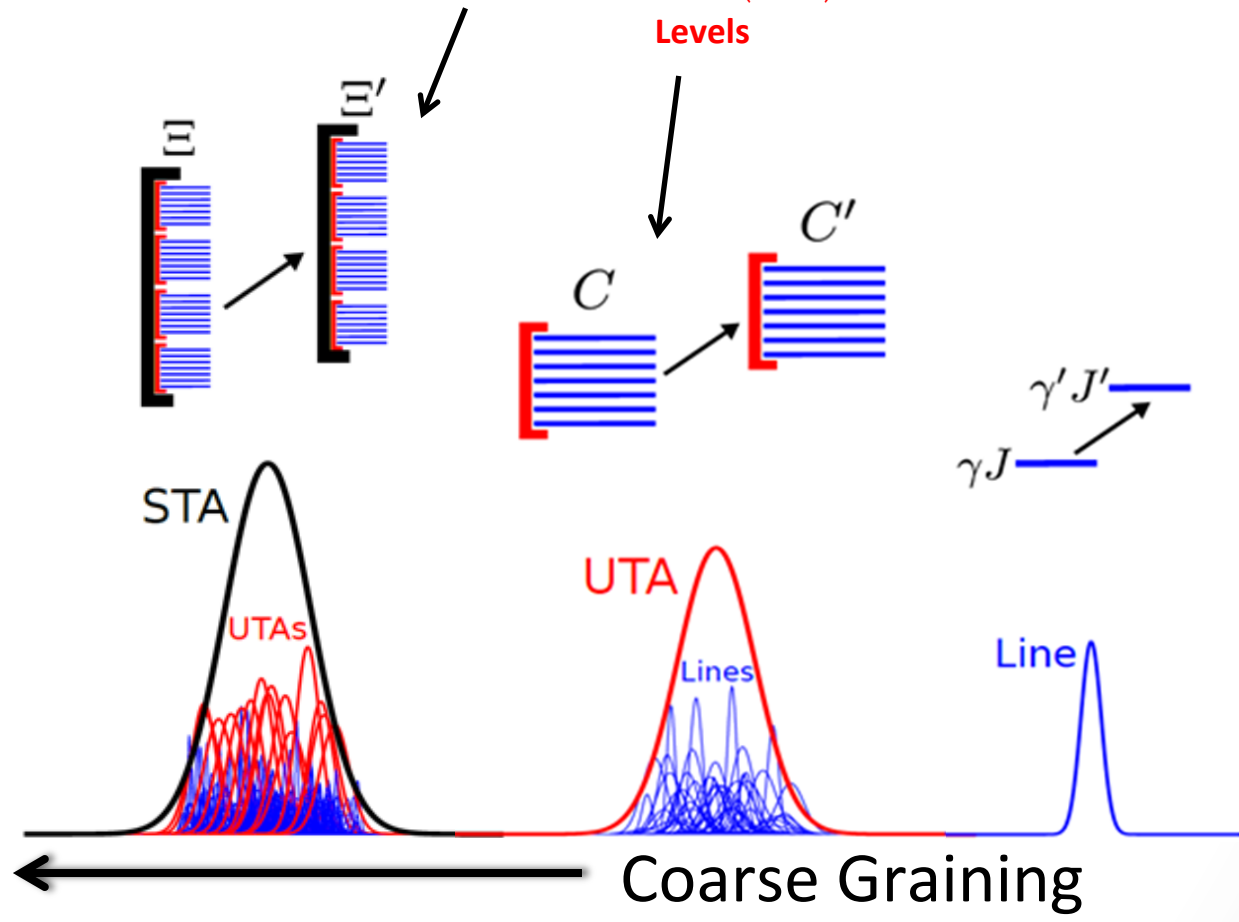 Levels
Ξ
Ξ′
C
C′
γJ
γ′J′
STA
UTAs
UTA
Lines
Line
Coarse Graining